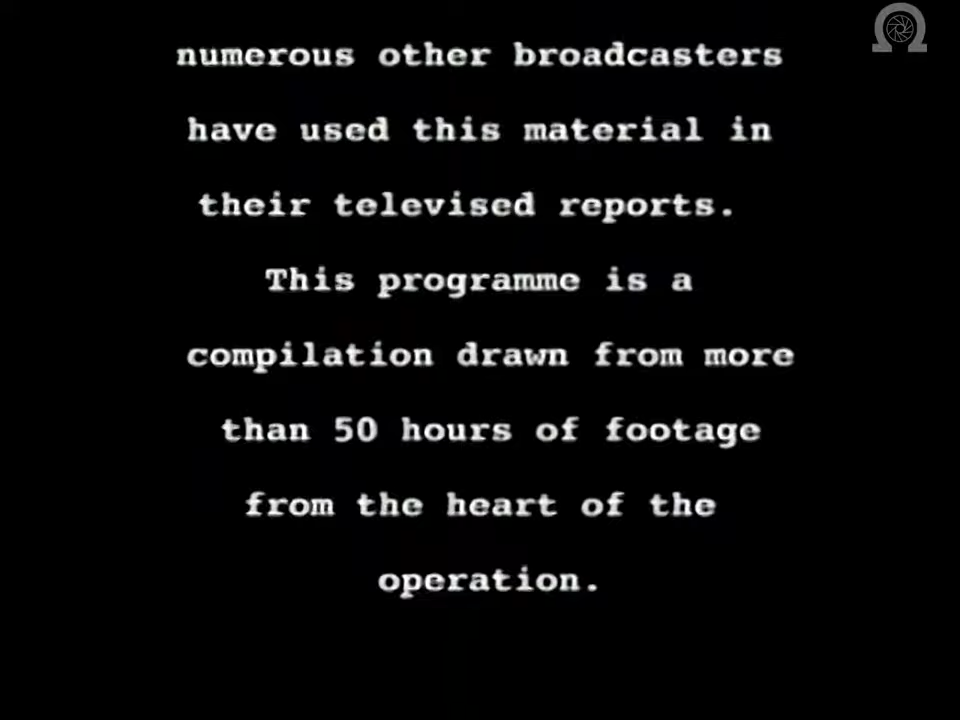 numerous other broadcasters
have used this material in
their televised reports.
This programme is a
compilation drawn from more
than 50 hours of footage
from the heart of the
operation.